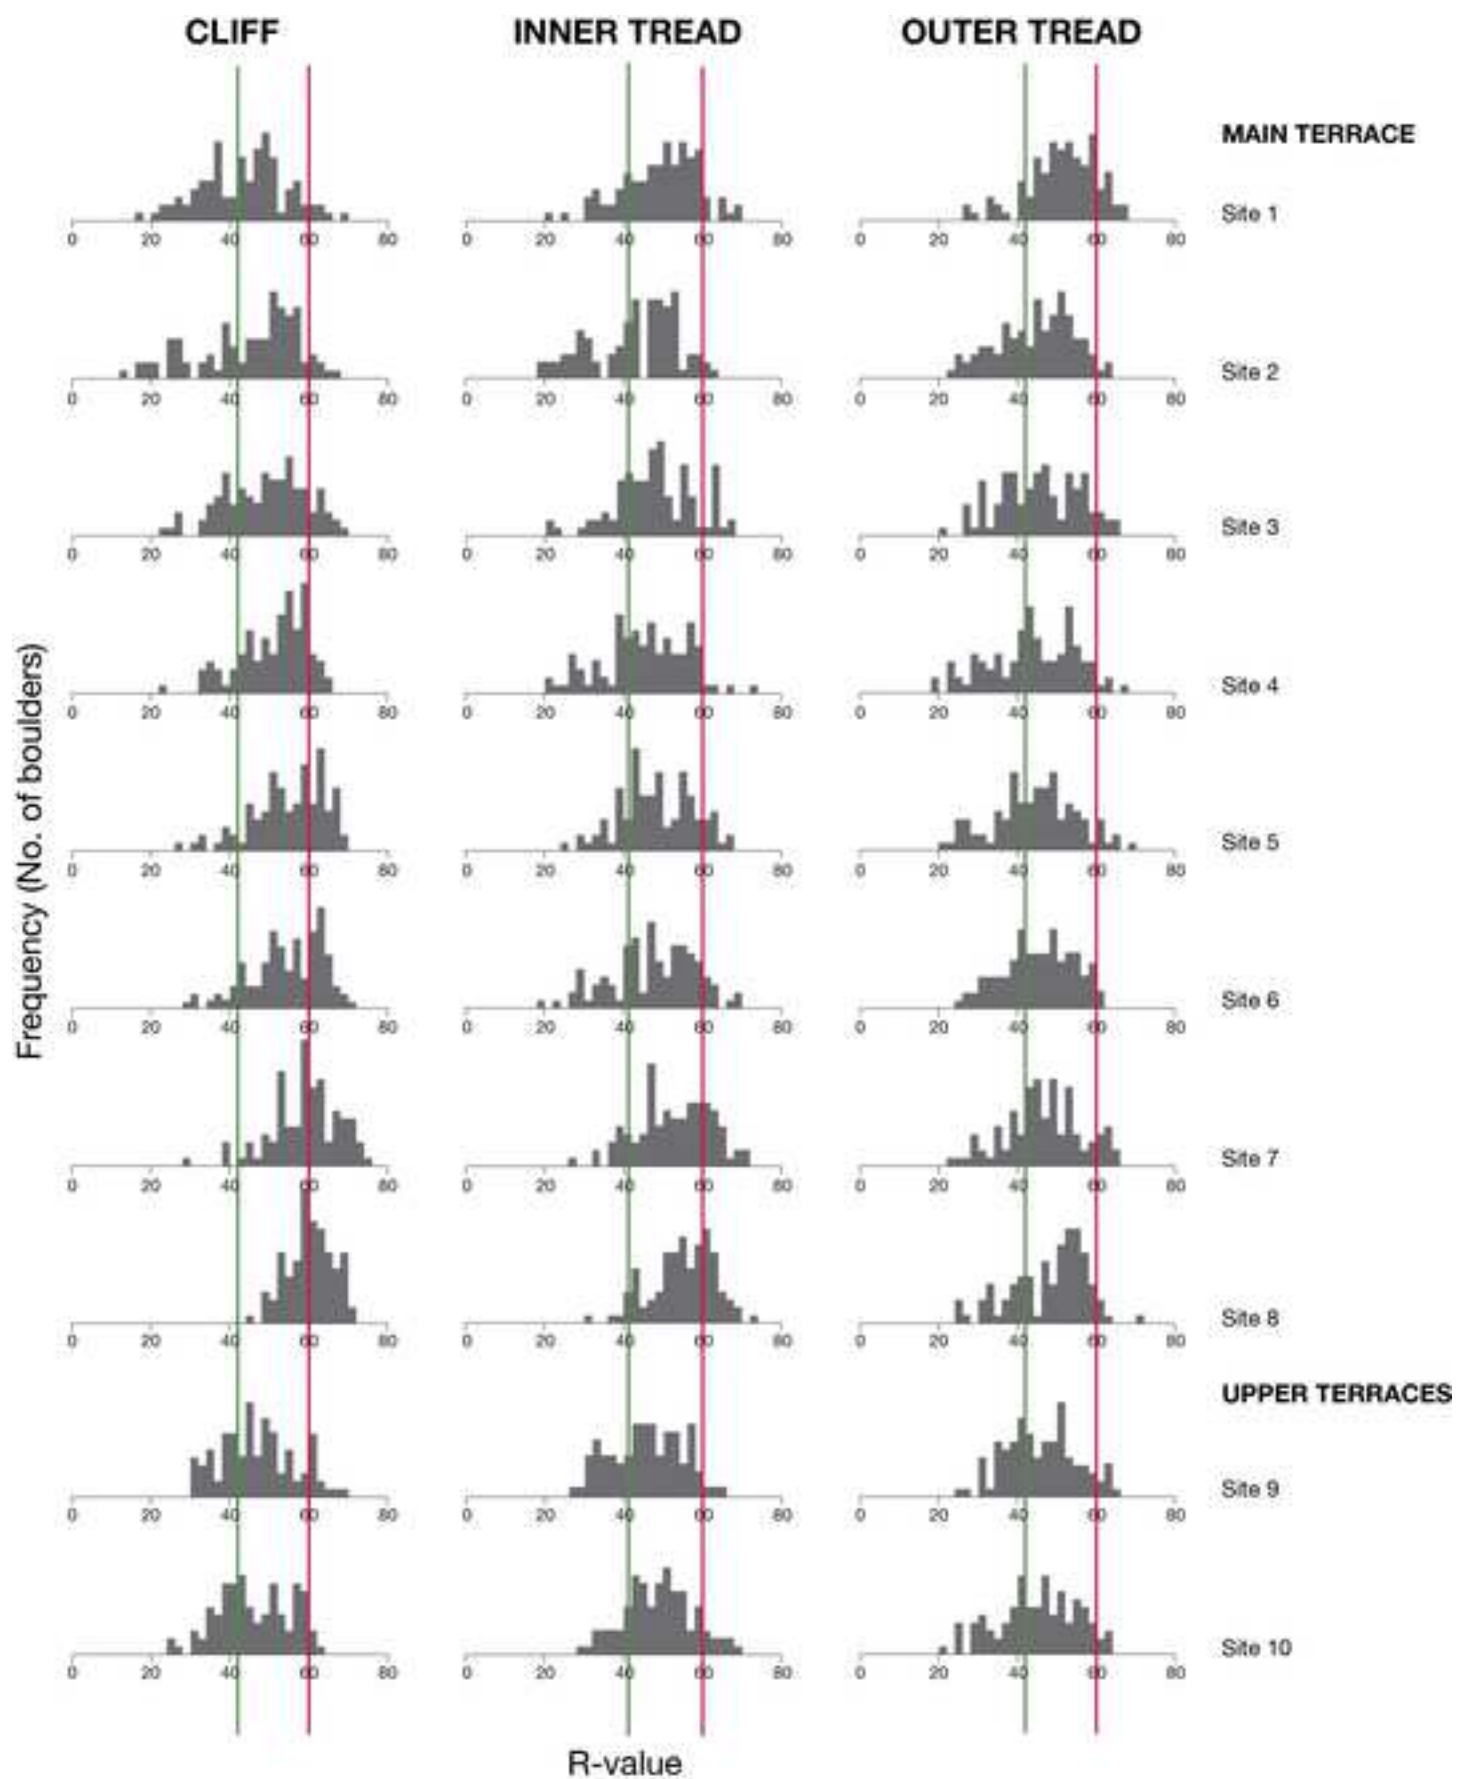 CLIFF INNER TREAD OUTER TREAD
MAIN TERRACE
Site 1
0 20 40 60 80 0 20 40 60 80 0 20 40 60 80
Site 2
0 20 40 60 80 0 20 40 60 80 0 20 40 60 80
Site 3
0 20 40 60 80 0 20 40 60 80 0 20 40 60 80
Site 4
0 20 40 60 80 0 20 40 60 80 0 20 40 60 80
Frequency (No. of boulders)
Site 5
0 20 40 60 80 0 20 40 60 80 0 20 40 60 80
Site 6
0 20 40 60 80 0 20 40 60 80 0 20 40 60 80
Site 7
0 20 40 60 80 0 20 40 60 80 0 20 40 60 80
Site 8
0 20 40 60 80 0 20 40 60 80 0 20 40 60 80
UPPER TERRACES
Site 9
0 20 40 60 80 0 20 40 60 80 0 20 40 60 80
Site 10
0 20 40 60 80 0 20 40 60 80 0 20 40 60 80
R-value